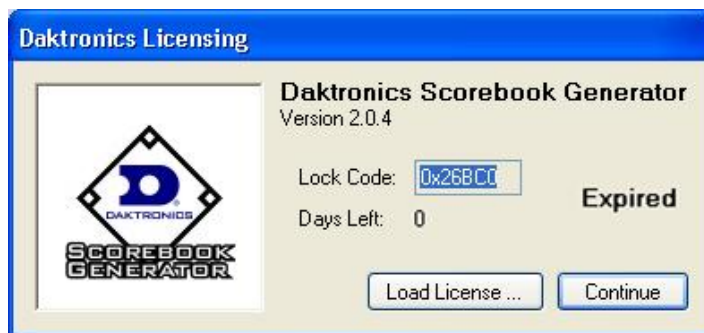 Daktronics Licensing
Daktronics Scorebook Generator
Version 2.0.4
Lock Code: 0x26BC0
Expired
Days Left: 0
D
DAKTRONICS
SCOREBOOK
GENERATOR
Load License ...
Continue